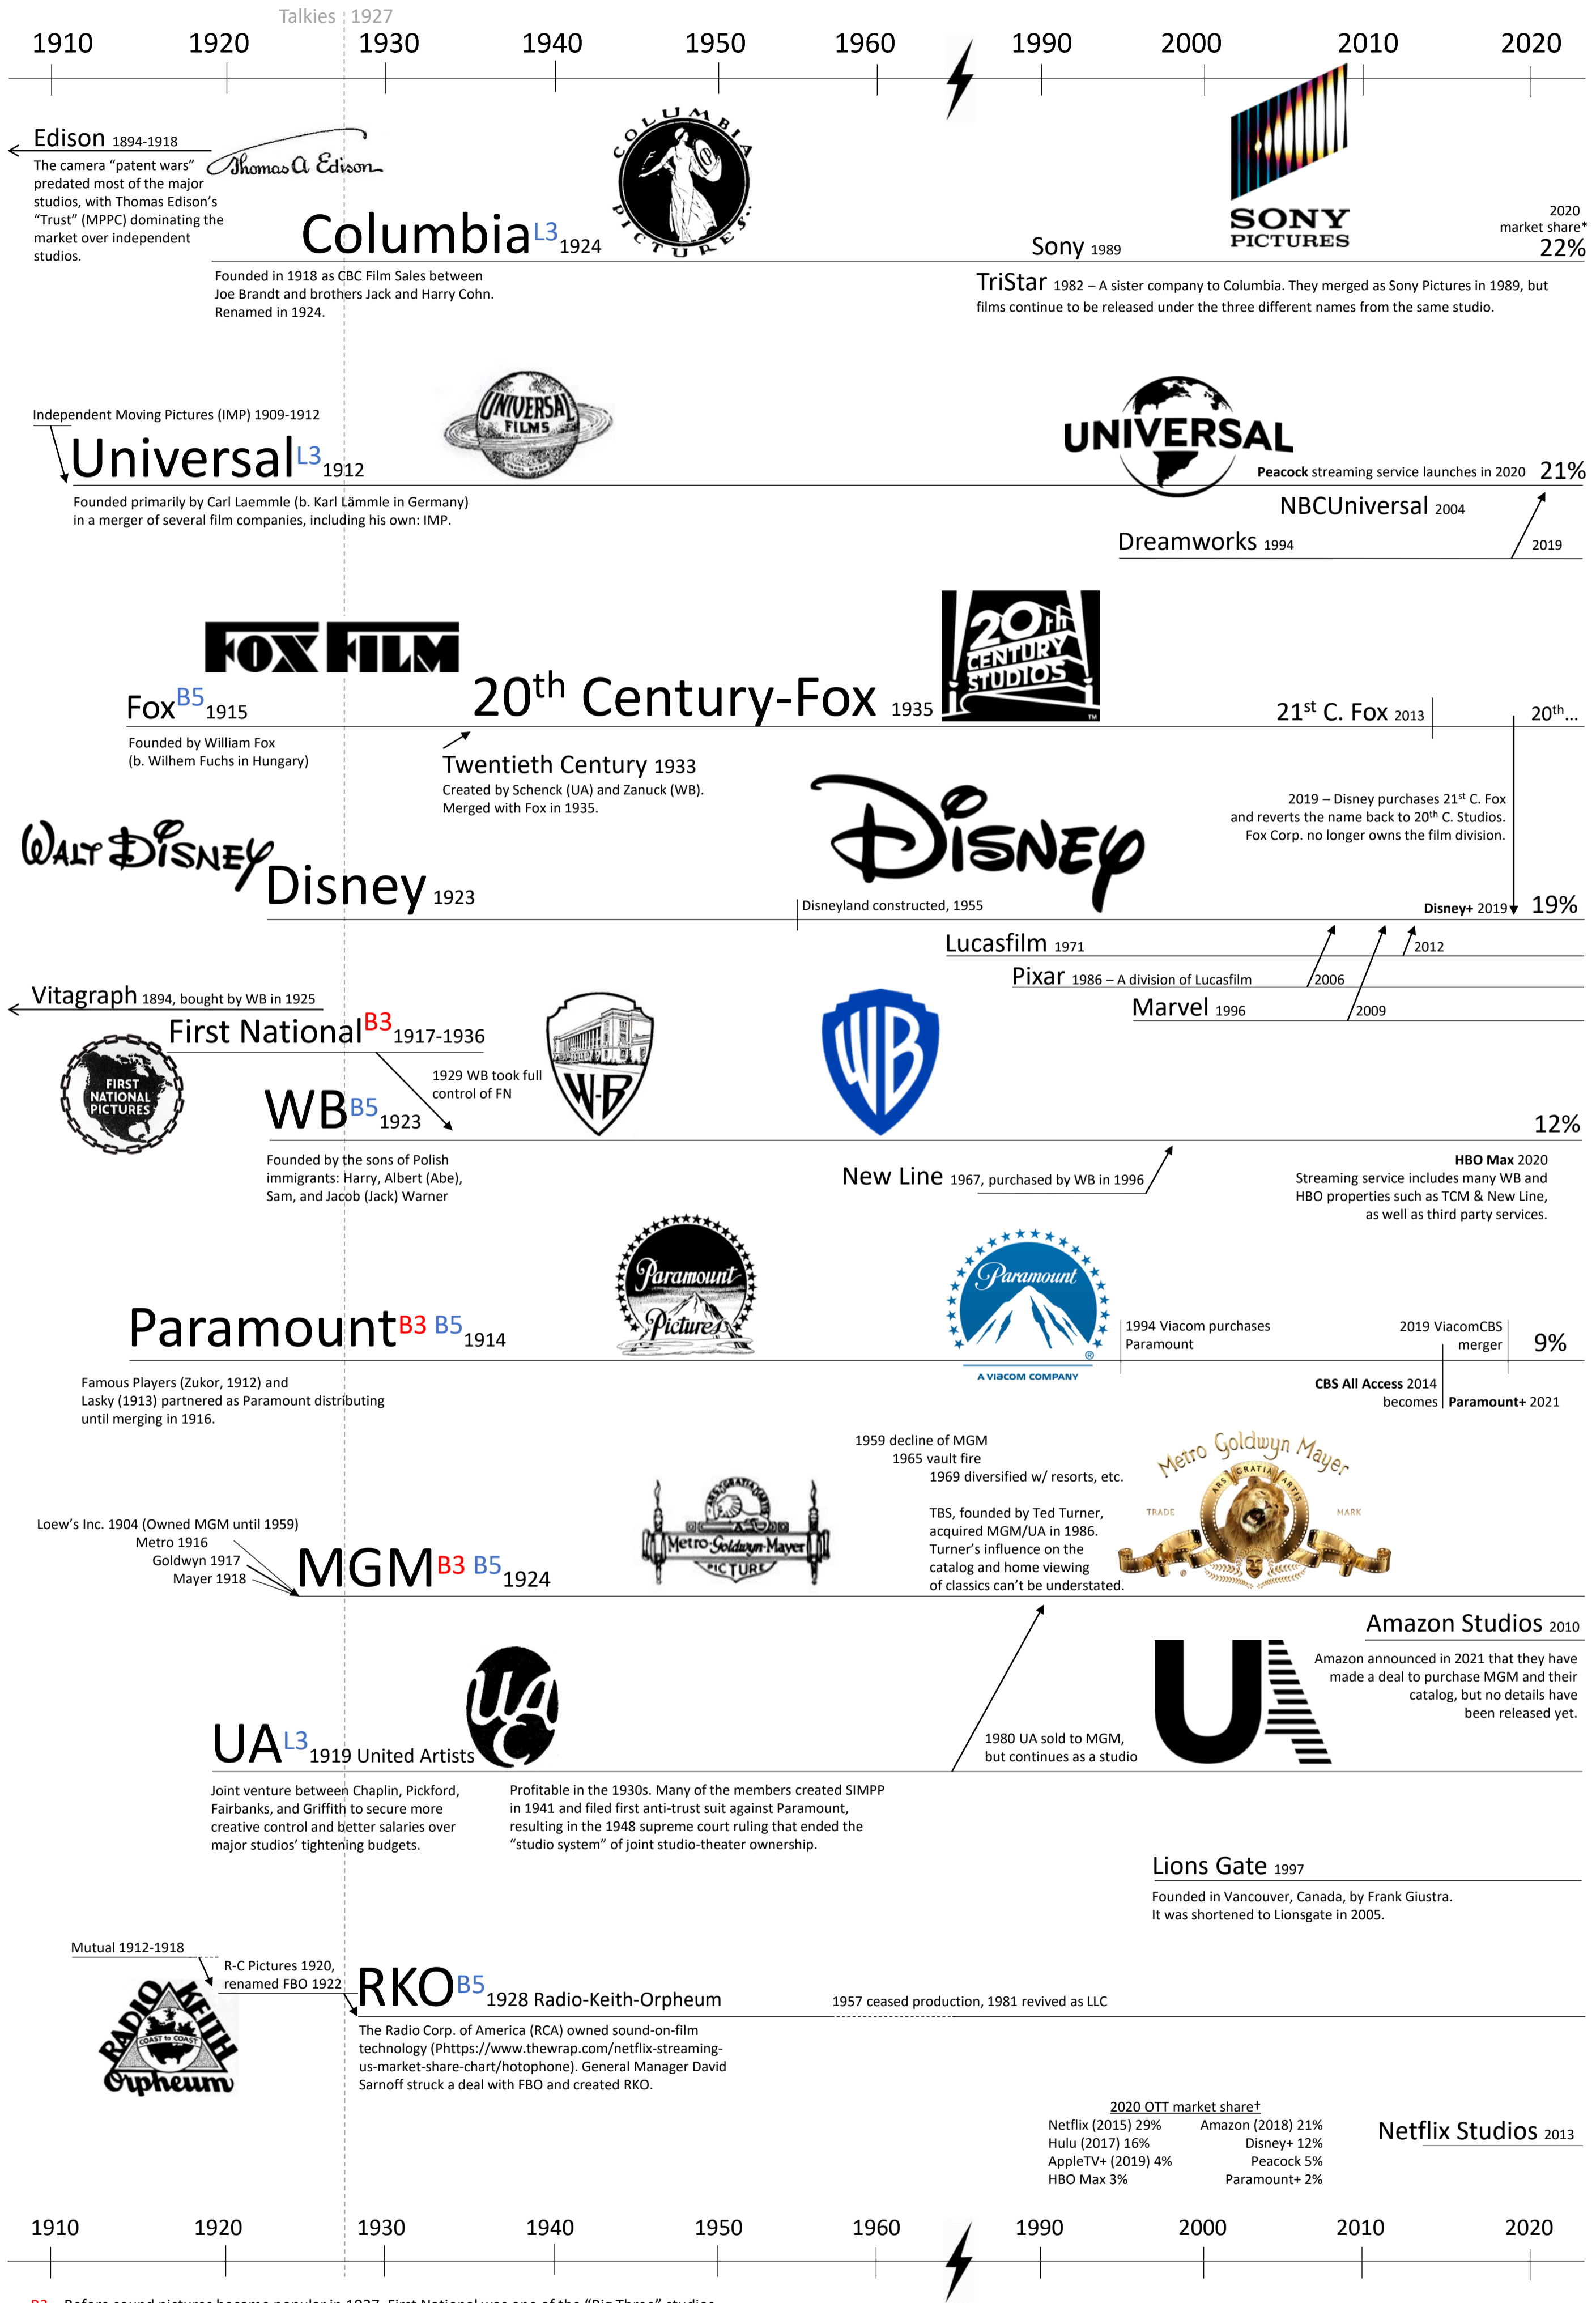 Talkies 1927
1910 1920 1930 1940 1950 1960 1990 2000 2010 2020
Edison 1894-1918
The camera “patent wars”
predated most of the major
studios, with Thomas Edison’s
“Trust” (MPPC) dominating the
market over independent
studios.
Thomas A Edison
Columbia L3 1924
COLUMBIA
PICTURES
Founded in 1918 as CBC Film Sales between
Joe Brandt and brothers Jack and Harry Cohn.
Renamed in 1924.
SONY
PICTURES
Sony 1989
2020
market share*
22%
TriStar 1982 – A sister company to Columbia. They merged as Sony Pictures in 1989, but
films continue to be released under the three different names from the same studio.
Independent Moving Pictures (IMP) 1909-1912
Universal L3 1912
UNIVERSAL
FILMS
Founded primarily by Carl Laemmle (b. Karl Lämmle in Germany)
in a merger of several film companies, including his own: IMP.
UNIVERSAL
Peacock streaming service launches in 2020 21%
NBCUniversal 2004
Dreamworks 1994
2019
FOX FILM
Fox B5 1915
Founded by William Fox
(b. Wilhem Fuchs in Hungary)
20th Century-Fox 1935
20th
CENTURY
STUDIOS
TM
21st C. Fox 2013
20th...
Twentieth Century 1933
Created by Schenck (UA) and Zanuck (WB).
Merged with Fox in 1935.
2019 – Disney purchases 21st C. Fox
and reverts the name back to 20th C. Studios.
Fox Corp. no longer owns the film division.
WALT DISNEY
Disney 1923
DISNEY
Disneyland constructed, 1955
Disney+ 2019 19%
Lucasfilm 1971
2012
Pixar 1986 – A division of Lucasfilm
2006
Marvel 1996
2009
Vitagraph 1894, bought by WB in 1925
First National B3 1917-1936
FIRST
NATIONAL
PICTURES
1929 WB took full
control of FN
WB B5 1923
W-B
WB
12%
Founded by the sons of Polish
immigrants: Harry, Albert (Abe),
Sam, and Jacob (Jack) Warner
New Line 1967, purchased by WB in 1996
HBO Max 2020
Streaming service includes many WB and
HBO properties such as TCM & New Line,
as well as third party services.
Paramount B3 B5 1914
Paramount
Pictures
Paramount
®
A VIACOM COMPANY
1994 Viacom purchases
Paramount
2019 ViacomCBS
merger
9%
CBS All Access 2014
becomes Paramount+ 2021
Famous Players (Zukor, 1912) and
Lasky (1913) partnered as Paramount distributing
until merging in 1916.
1959 decline of MGM
1965 vault fire
1969 diversified w/ resorts, etc.
TBS, founded by Ted Turner,
acquired MGM/UA in 1986.
Turner’s influence on the
catalog and home viewing
of classics can’t be understated.
Loew’s Inc. 1904 (Owned MGM until 1959)
Metro 1916
Goldwyn 1917
Mayer 1918
MGM B3 B5 1924
ARS GRATIA ARTIS
Metro-Goldwyn-Mayer
PICTURE
Metro Goldwyn Mayer
ARS GRATIA ARTIS
TRADE MARK
®
Amazon Studios 2010
Amazon announced in 2021 that they have
made a deal to purchase MGM and their
catalog, but no details have
been released yet.
UA L3 1919 United Artists
UAC
UA
1980 UA sold to MGM,
but continues as a studio
Joint venture between Chaplin, Pickford,
Fairbanks, and Griffith to secure more
creative control and better salaries over
major studios’ tightening budgets.
Profitable in the 1930s. Many of the members created SIMPP
in 1941 and filed first anti-trust suit against Paramount,
resulting in the 1948 supreme court ruling that ended the
“studio system” of joint studio-theater ownership.
Lions Gate 1997
Founded in Vancouver, Canada, by Frank Giustra.
It was shortened to Lionsgate in 2005.
Mutual 1912-1918
R-C Pictures 1920,
renamed FBO 1922
RADIO
KEITH
COAST to COAST
Orpheum
RKO B5 1928 Radio-Keith-Orpheum
1957 ceased production, 1981 revived as LLC
The Radio Corp. of America (RCA) owned sound-on-film
technology (Phttps://www.thewrap.com/netflix-streaming-
us-market-share-chart/hotophone). General Manager David
Sarnoff struck a deal with FBO and created RKO.
2020 OTT market share†
Netflix (2015) 29% Amazon (2018) 21%
Hulu (2017) 16% Disney+ 12%
AppleTV+ (2019) 4% Peacock 5%
HBO Max 3% Paramount+ 2%
Netflix Studios 2013
1910 1920 1930 1940 1950 1960 1990 2000 2010 2020
B3 Before sound pictures became popular in 1927, First National was one of the “Big Three” studios